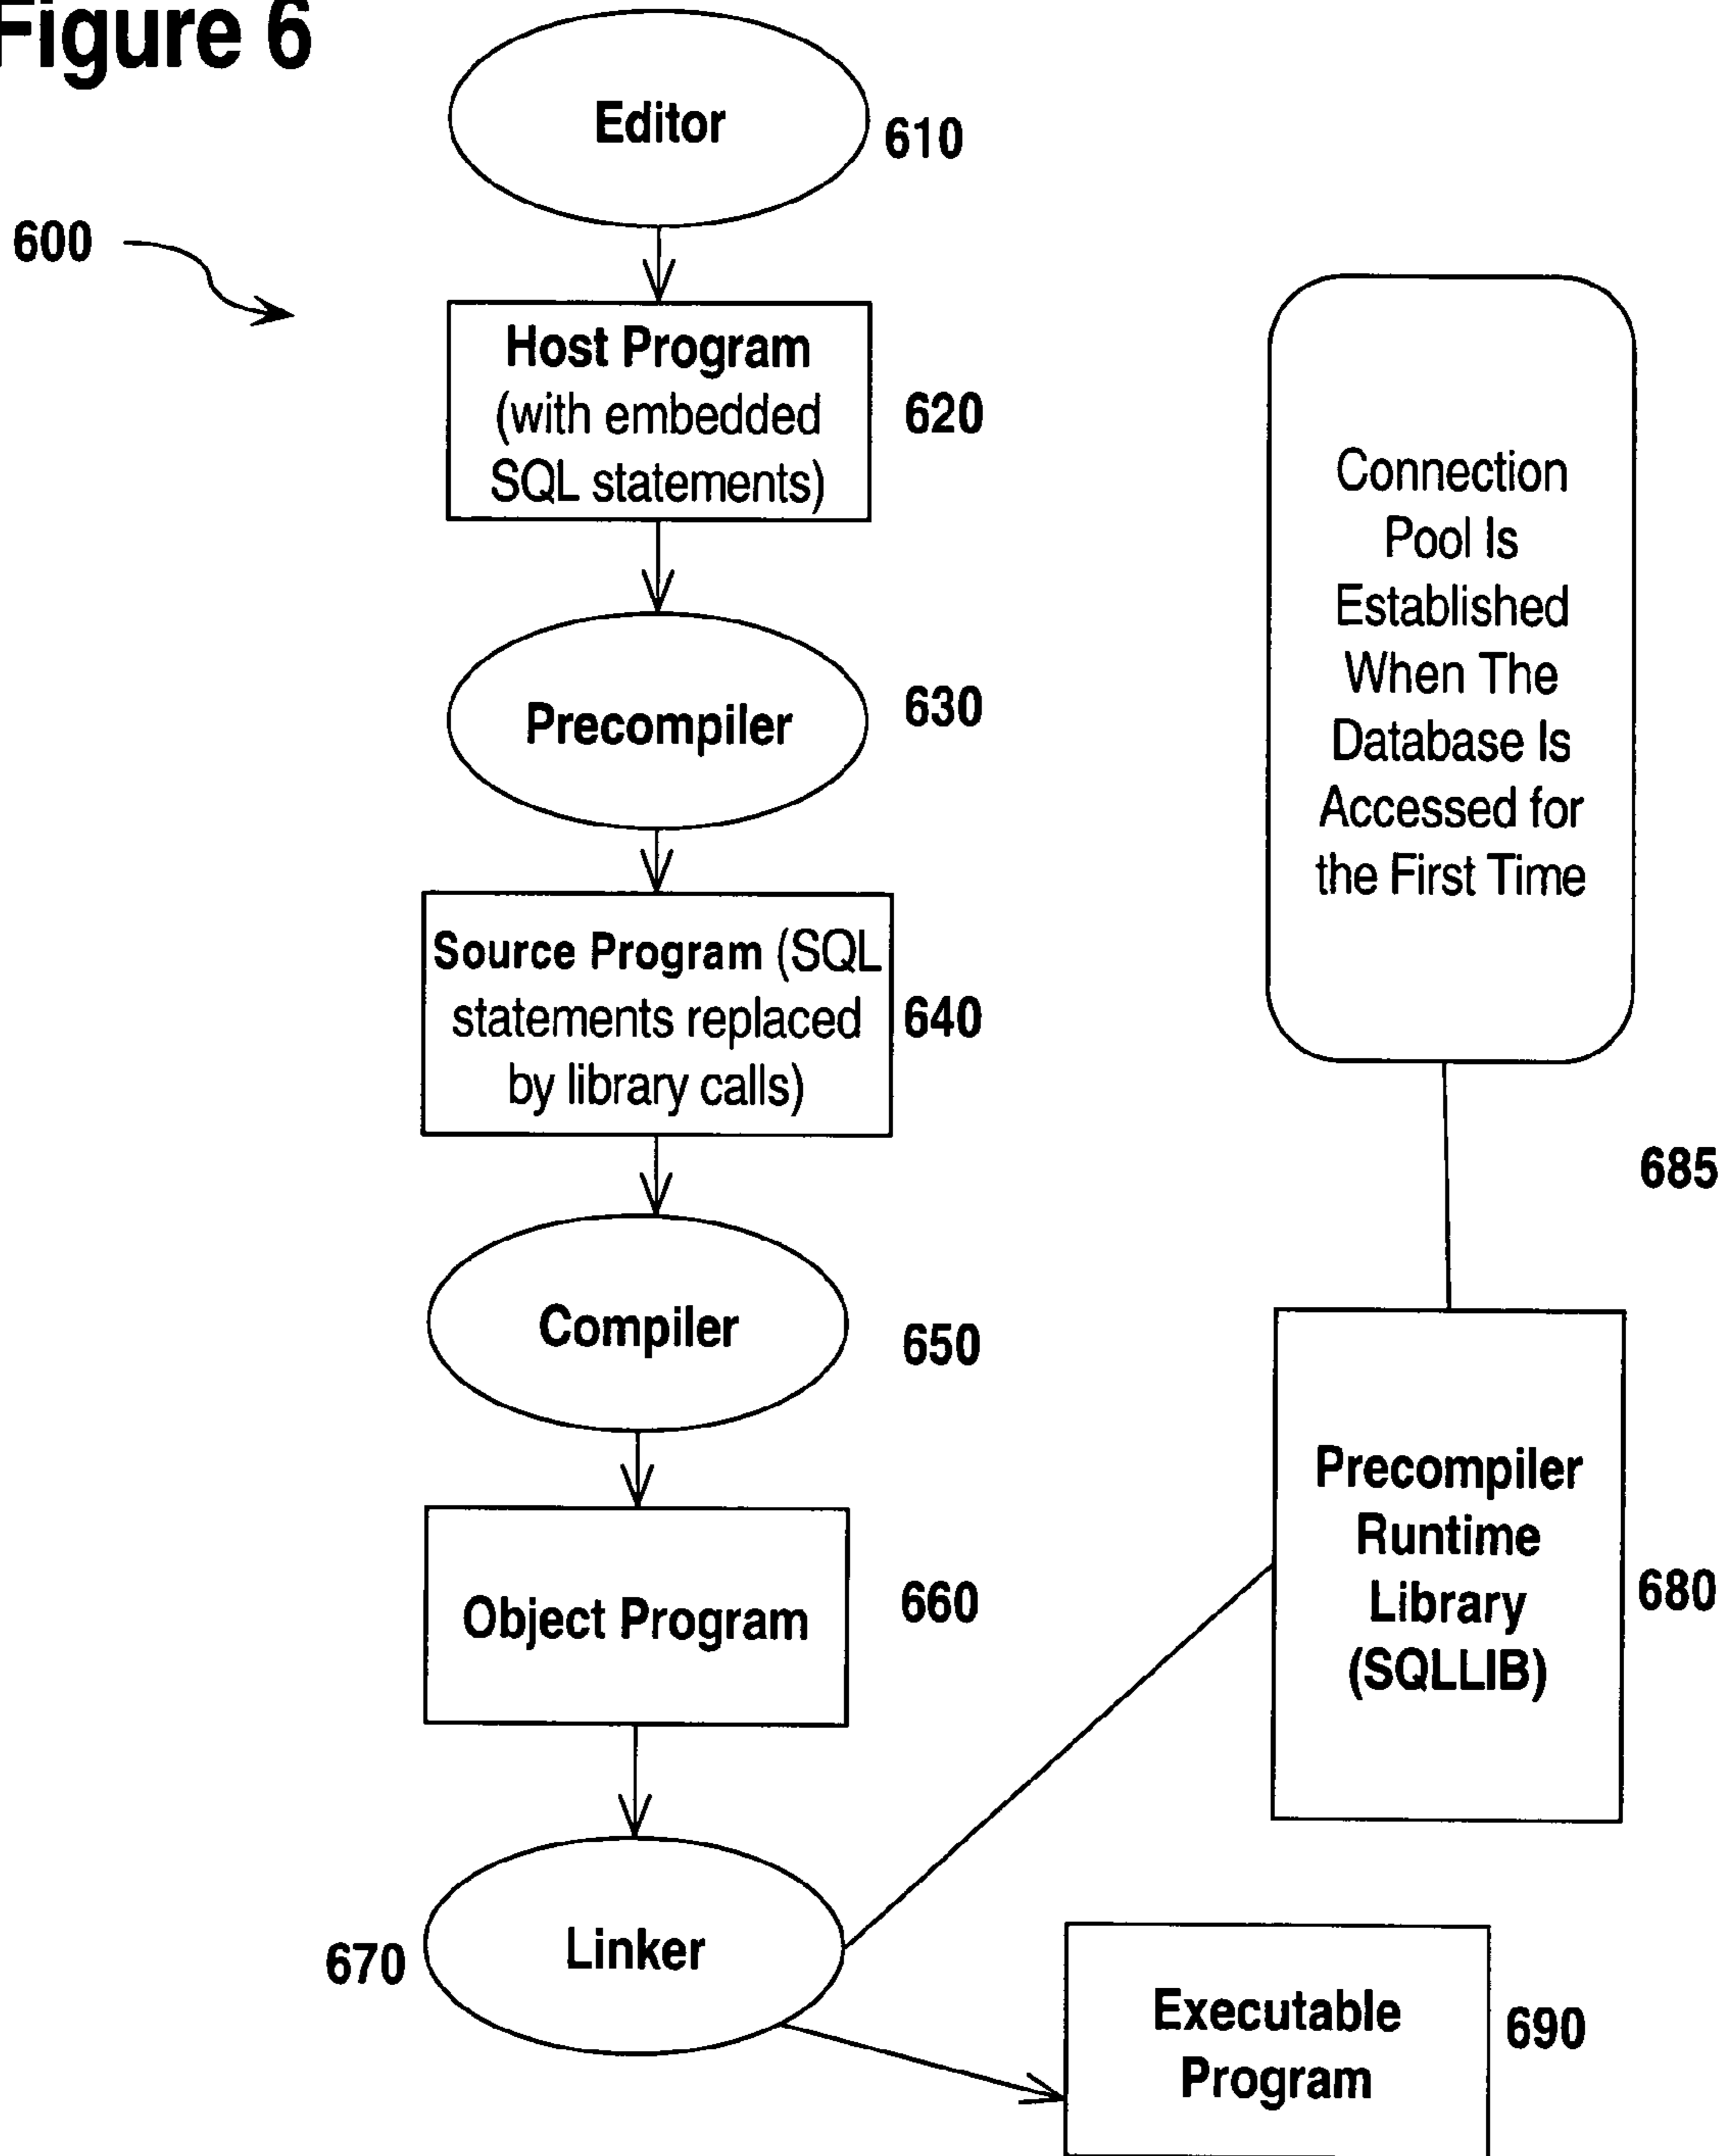 Figure 6
Editor
610
600
Host Program
(with embedded
SQL statements)
620
Precompiler
630
Source Program (SQL
statements replaced
by library calls)
640
Compiler
650
Object Program
660
Linker
670
Connection
Pool Is
Established
When The
Database Is
Accessed for
the First Time
685
Precompiler
Runtime
Library
(SQLLIB)
680
Executable
Program
690